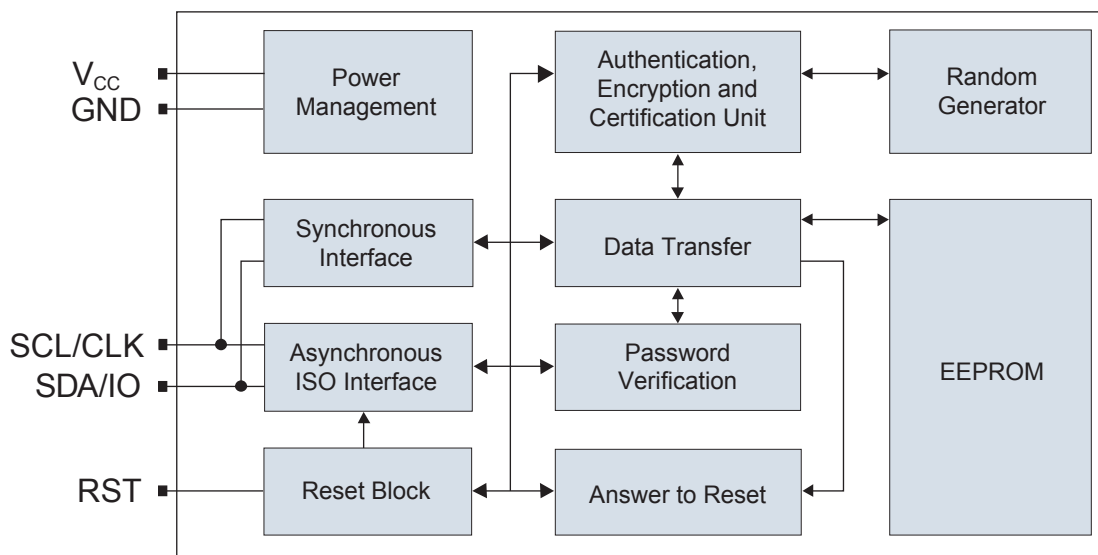 V_CC
GND
Power
Management
Authentication,
Encryption and
Certification Unit
Random
Generator
Synchronous
Interface
Data Transfer
EEPROM
SCL/CLK
SDA/IO
Asynchronous
ISO Interface
Password
Verification
RST
Reset Block
Answer to Reset